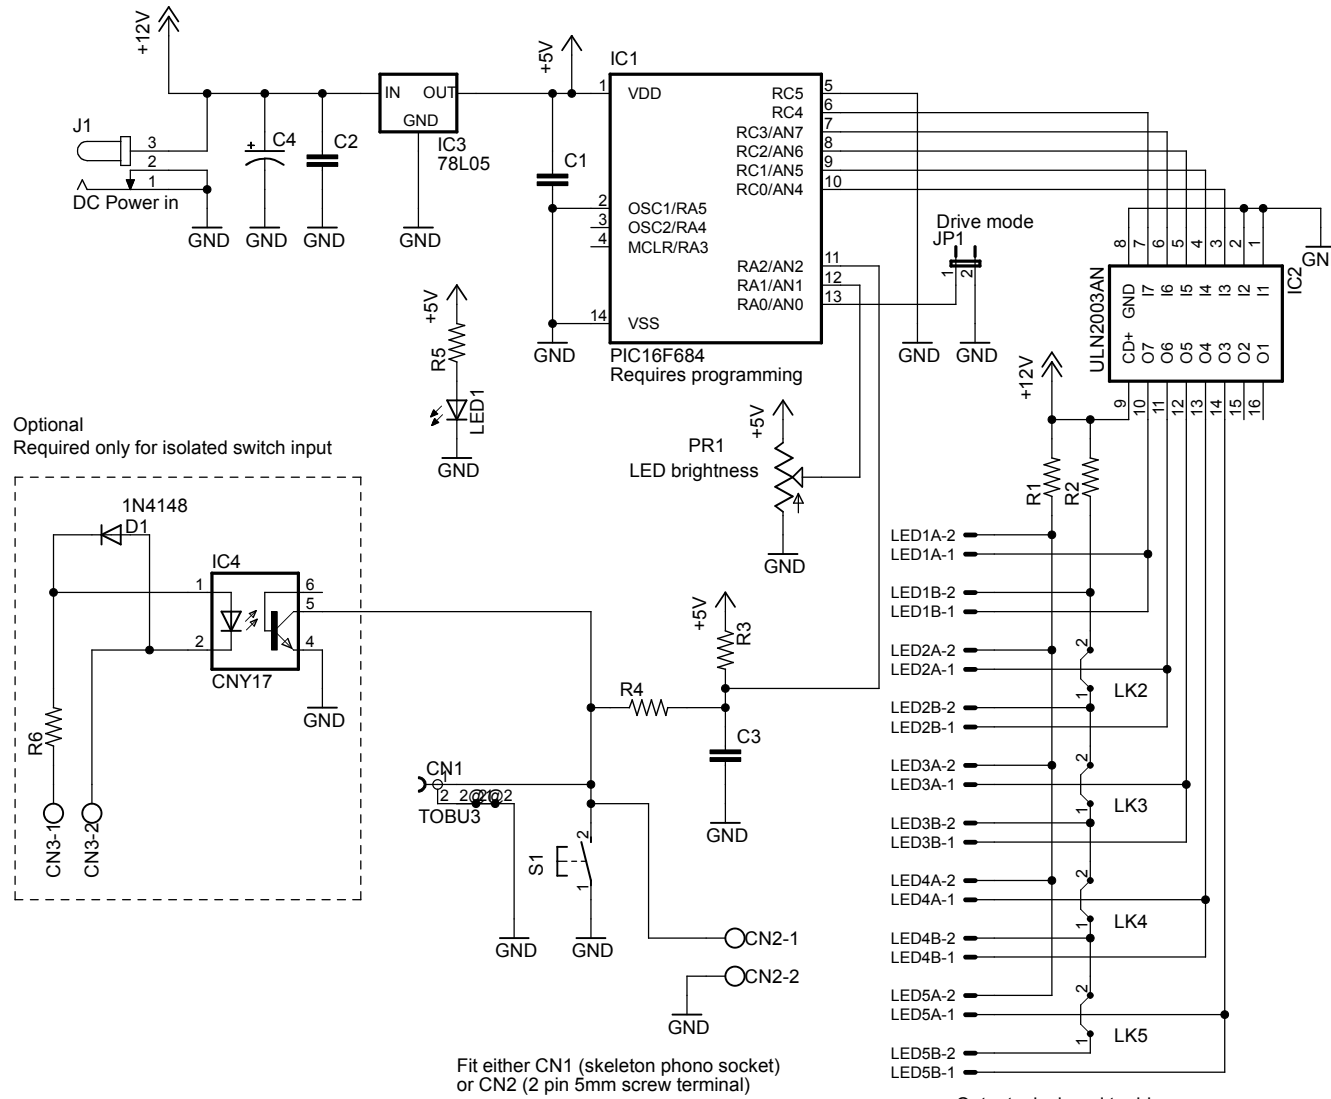 +12V
J1
3
2
1
DC Power in
GND
+
C4
GND
C2
GND
IN OUT
GND
IC3
78L05
GND
+5V
C1
GND
IC1
1 VDD
2 OSC1/RA5
3 OSC2/RA4
4 MCLR/RA3
14 VSS
RC5 5
RC4 6
RC3/AN7 7
RC2/AN6 8
RC1/AN5 9
RC0/AN4 10
RA2/AN2 11
RA1/AN1 12
RA0/AN0 13
PIC16F684
Requires programming
Drive mode
JP1
1 2
GND
GND
8 7 6 5 4 3 2 1
GN
GND I7 I6 I5 I4 I3 I2 I1
IC2
ULN2003AN
CD+ O7 O6 O5 O4 O3 O2 O1
9 10 11 12 13 14 15 16
+12V
R1
R2
+5V
R5
LED1
GND
+5V
PR1
LED brightness
GND
Optional
Required only for isolated switch input
1N4148
D1
IC4
1
2
6
5
4
CNY17
GND
R6
CN3-1
CN3-2
+5V
R3
R4
C3
GND
CN1
1
2
TOBU3
GND
S1
2
1
GND
CN2-1
CN2-2
GND
Fit either CN1 (skeleton phono socket)
or CN2 (2 pin 5mm screw terminal)
LED1A-2
LED1A-1
LED1B-2
LED1B-1
LED2A-2
LED2A-1
2
1
LK2
LED2B-2
LED2B-1
LED3A-2
LED3A-1
2
1
LK3
LED3B-2
LED3B-1
LED4A-2
LED4A-1
2
1
LK4
LED4B-2
LED4B-1
LED5A-2
LED5A-1
2
1
LK5
LED5B-2
LED5B-1